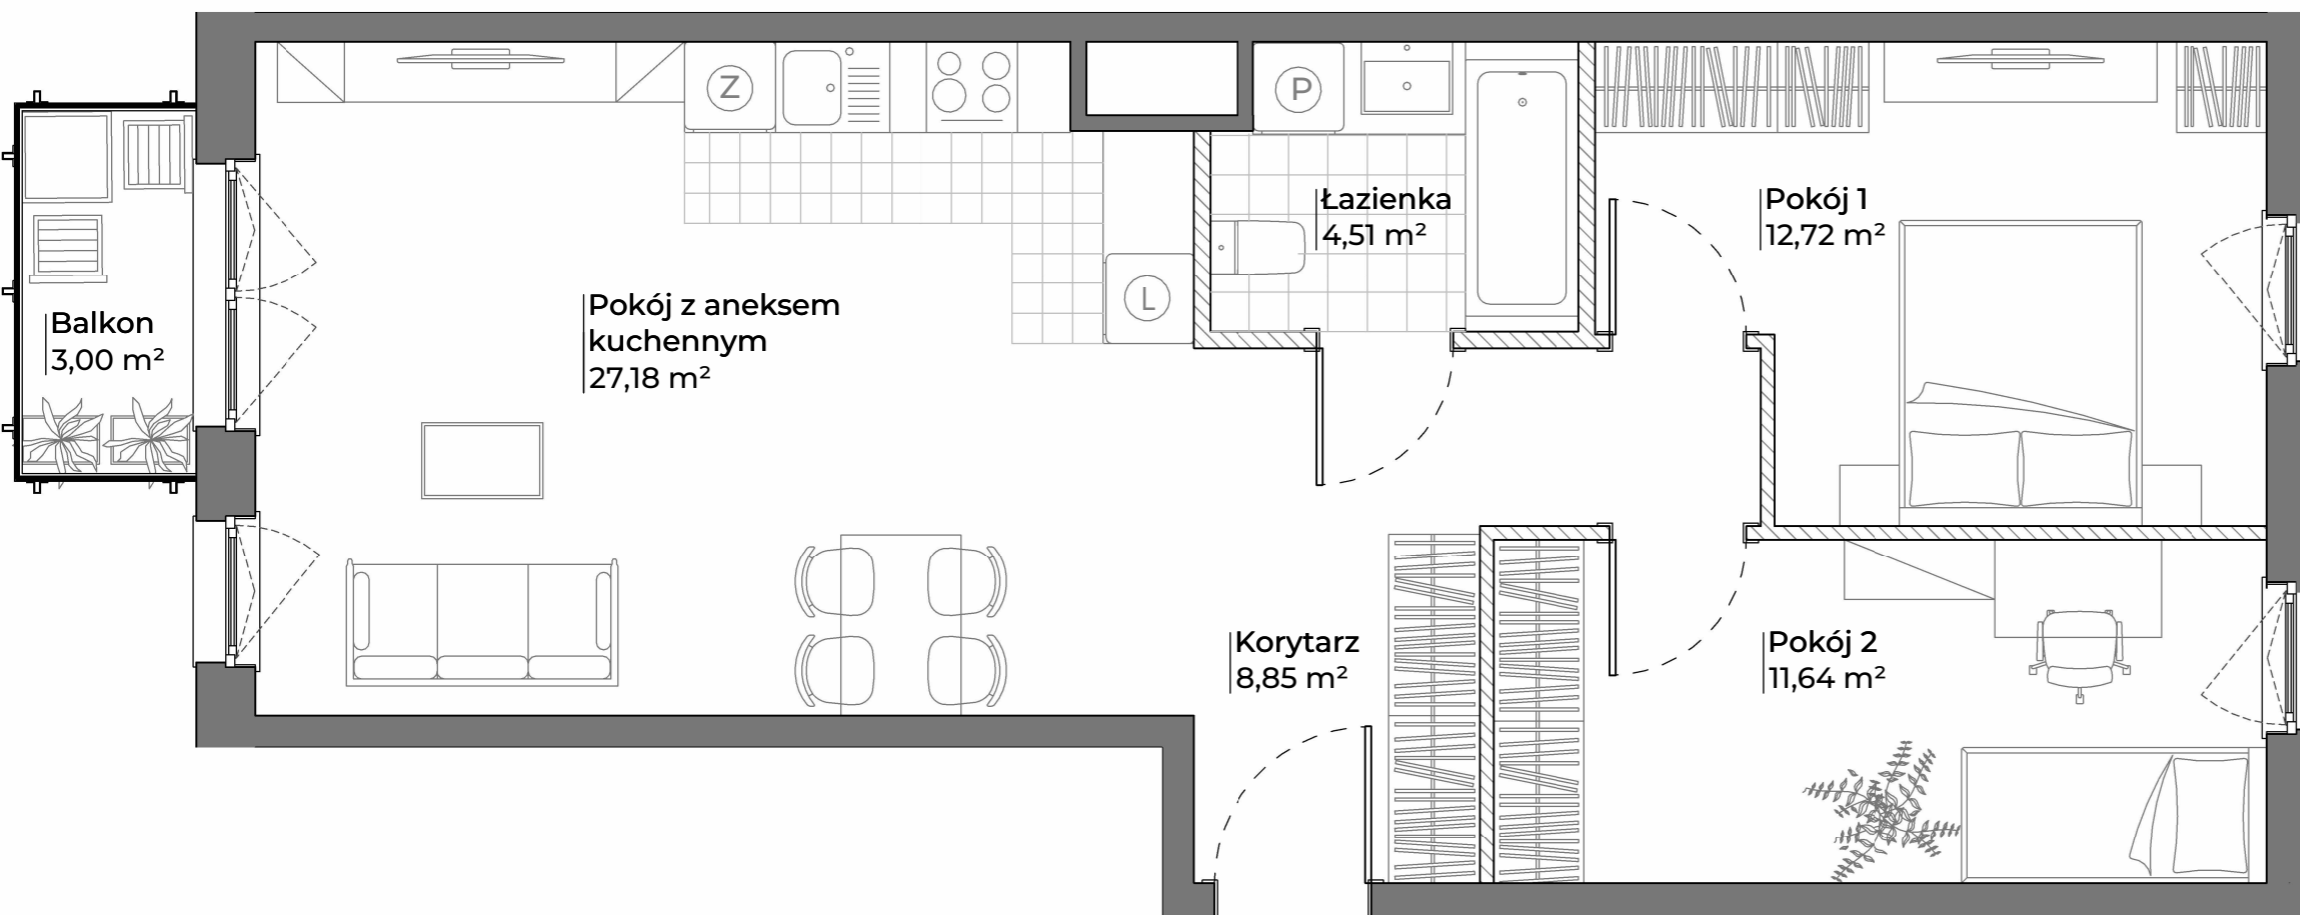 Z
P
L
Balkon
3,00 m²
Pokój z aneksem
kuchennym
27,18 m²
Łazienka
4,51 m²
Pokój 1
12,72 m²
Korytarz
8,85 m²
Pokój 2
11,64 m²